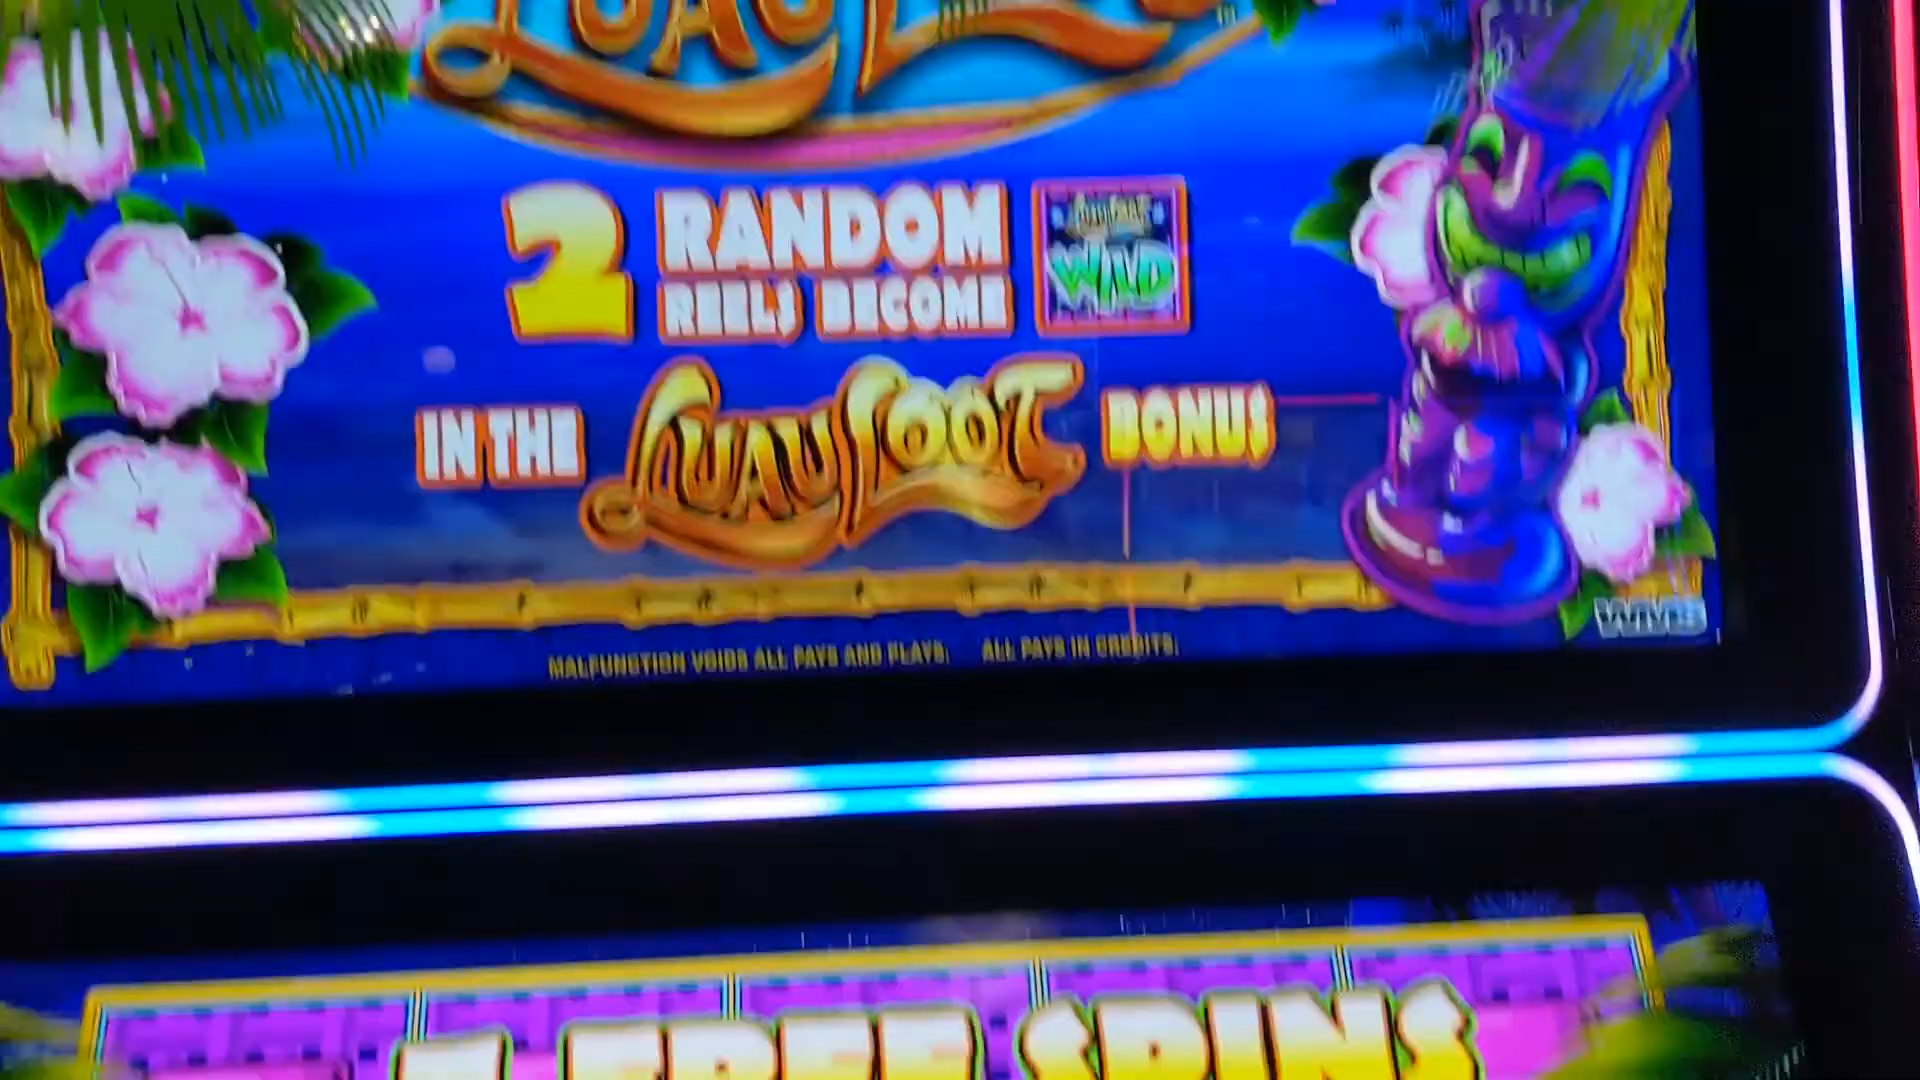 LUAU L
2 RANDOM
REELS BECOME
WILD
IN THE LUAU LOOT BONUS
WMS
MALFUNCTION VOIDS ALL PAYS AND PLAYS. ALL PAYS IN CREDITS.
FREE SPINS